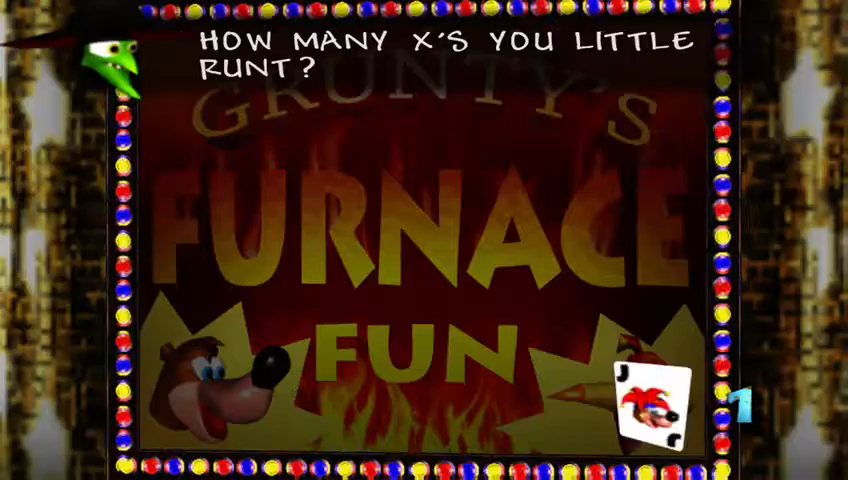 HOW MANY X'S YOU LITTLE
RUNT?
GRUNTY'S
FURNACE
FUN
J
J
1